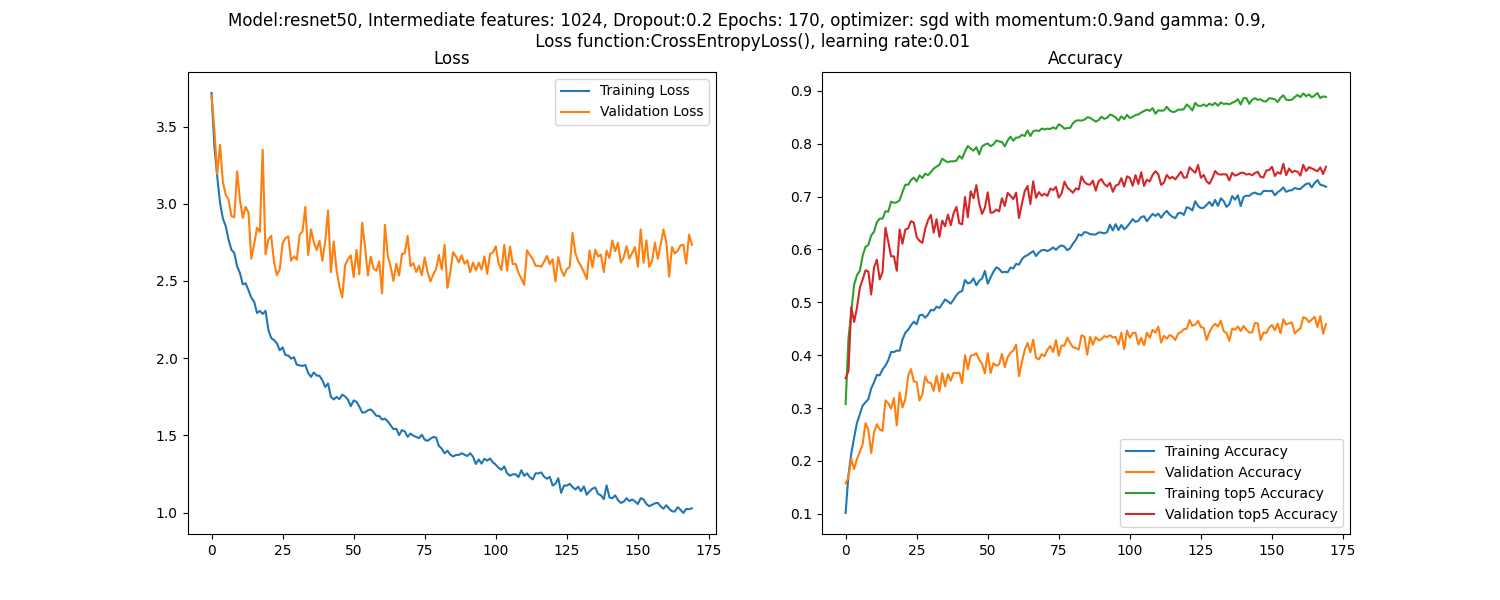 Model:resnet50, Intermediate features: 1024, Dropout:0.2 Epochs: 170, optimizer: sgd with momentum:0.9and gamma: 0.9,
Loss function:CrossEntropyLoss(), learning rate:0.01
Loss
Training Loss
Validation Loss
3.5
3.0
2.5
2.0
1.5
1.0
0 25 50 75 100 125 150 175
Accuracy
0.9
0.8
0.7
0.6
0.5
0.4
0.3
0.2
0.1
Training Accuracy
Validation Accuracy
Training top5 Accuracy
Validation top5 Accuracy
0 25 50 75 100 125 150 175